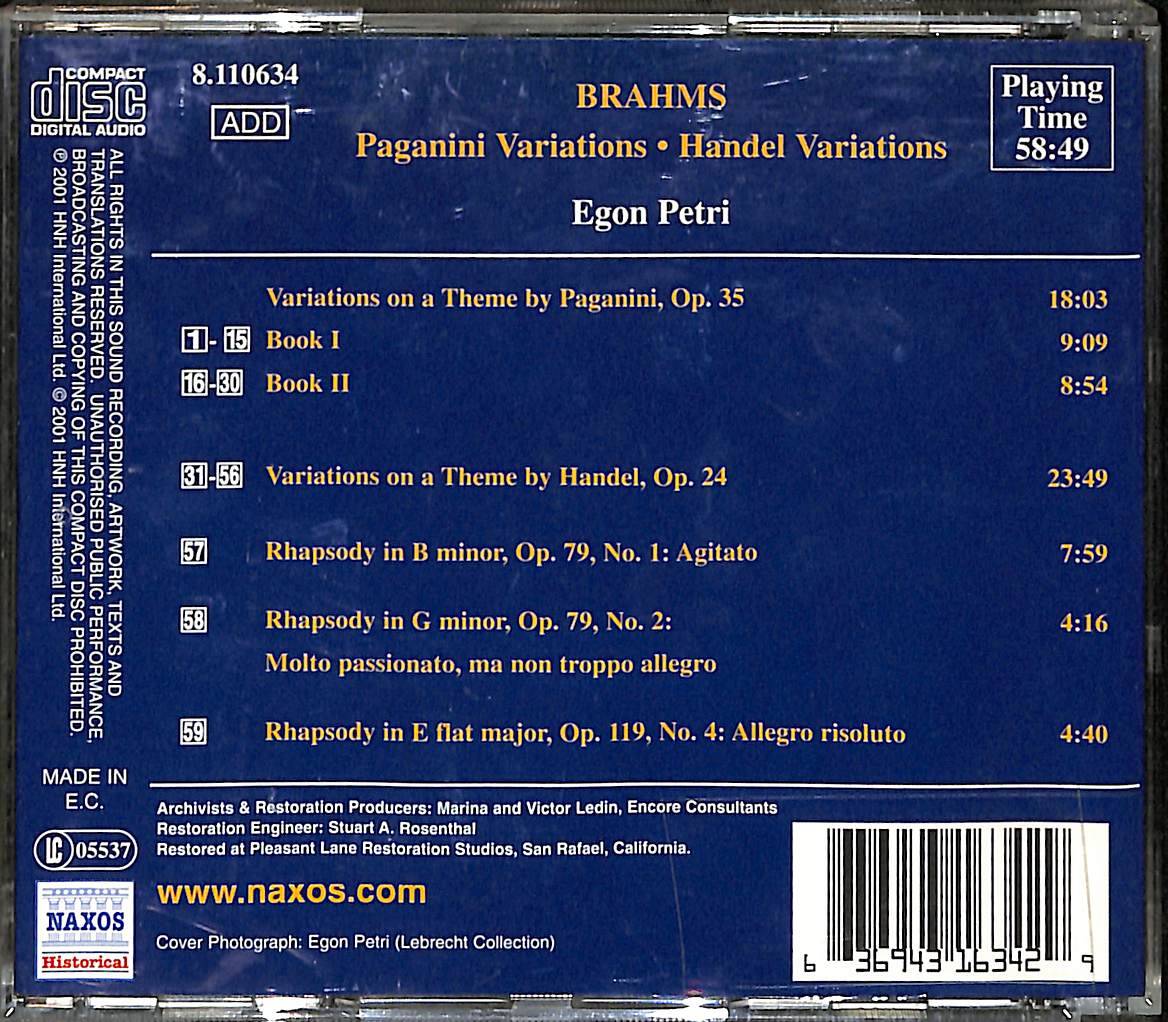 COMPACT
disc
DIGITAL AUDIO
8.110634
ADD
BRAHMS
Paganini Variations • Handel Variations
Egon Petri
Playing
Time
58:49
ALL RIGHTS IN THIS SOUND RECORDING, ARTWORK, TEXTS AND
TRANSLATIONS RESERVED. UNAUTHORISED PUBLIC PERFORMANCE,
BROADCASTING AND COPYING OF THIS COMPACT DISC PROHIBITED.
℗ 2001 HNH International Ltd. © 2001 HNH International Ltd.
Variations on a Theme by Paganini, Op. 35 18:03
1 - 15 Book I 9:09
16-30 Book II 8:54
31-56 Variations on a Theme by Handel, Op. 24 23:49
57 Rhapsody in B minor, Op. 79, No. 1: Agitato 7:59
58 Rhapsody in G minor, Op. 79, No. 2: 4:16
Molto passionato, ma non troppo allegro
59 Rhapsody in E flat major, Op. 119, No. 4: Allegro risoluto 4:40
MADE IN
E.C.
LC 05537
NAXOS
Historical
Archivists & Restoration Producers: Marina and Victor Ledin, Encore Consultants
Restoration Engineer: Stuart A. Rosenthal
Restored at Pleasant Lane Restoration Studios, San Rafael, California.
www.naxos.com
Cover Photograph: Egon Petri (Lebrecht Collection)
6 36943 16342 9